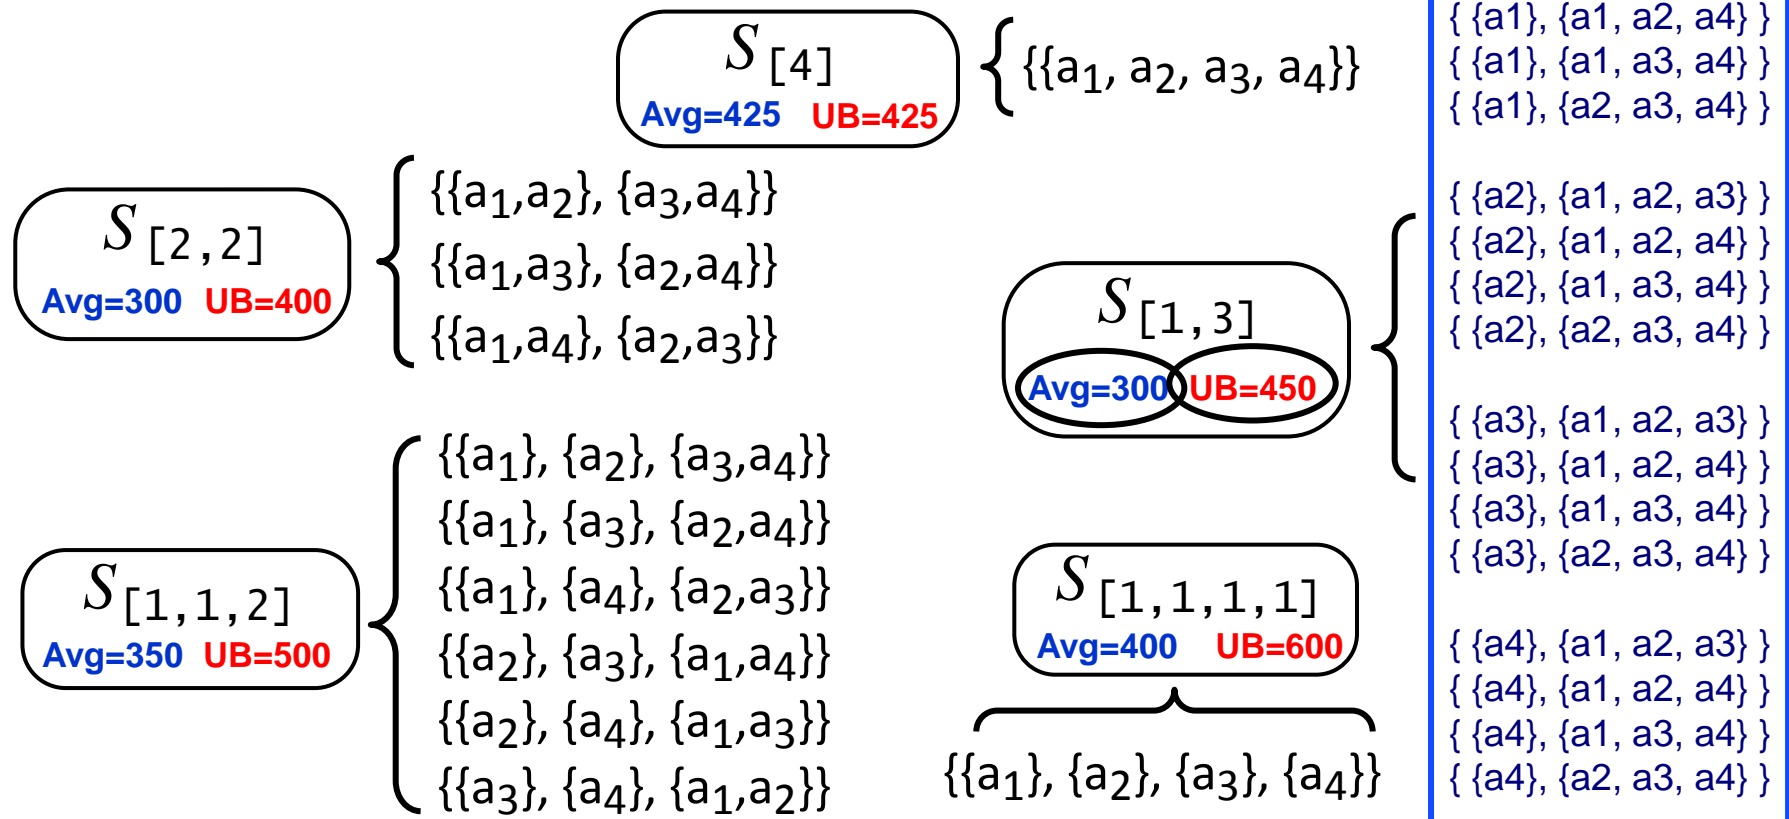 S[4]
Avg=425 UB=425
{{a1, a2, a3, a4}}
S[2,2]
Avg=300 UB=400
{{a1,a2}, {a3,a4}}
{{a1,a3}, {a2,a4}}
{{a1,a4}, {a2,a3}}
S[1,3]
Avg=300 UB=450
S[1,1,2]
Avg=350 UB=500
{{a1}, {a2}, {a3,a4}}
{{a1}, {a3}, {a2,a4}}
{{a1}, {a4}, {a2,a3}}
{{a2}, {a3}, {a1,a4}}
{{a2}, {a4}, {a1,a3}}
{{a3}, {a4}, {a1,a2}}
S[1,1,1,1]
Avg=400 UB=600
{{a1}, {a2}, {a3}, {a4}}
{ {a1}, {a1, a2, a4} }
{ {a1}, {a1, a3, a4} }
{ {a1}, {a2, a3, a4} }
{ {a2}, {a1, a2, a3} }
{ {a2}, {a1, a2, a4} }
{ {a2}, {a1, a3, a4} }
{ {a2}, {a2, a3, a4} }
{ {a3}, {a1, a2, a3} }
{ {a3}, {a1, a2, a4} }
{ {a3}, {a1, a3, a4} }
{ {a3}, {a2, a3, a4} }
{ {a4}, {a1, a2, a3} }
{ {a4}, {a1, a2, a4} }
{ {a4}, {a1, a3, a4} }
{ {a4}, {a2, a3, a4} }